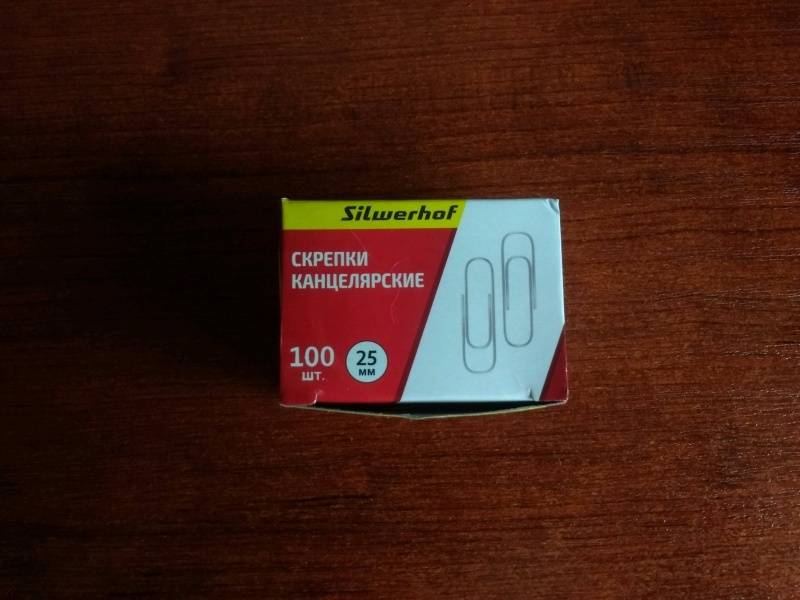 Silwerhof
СКРЕПКИ
КАНЦЕЛЯРСКИЕ
100
шт.
25
мм